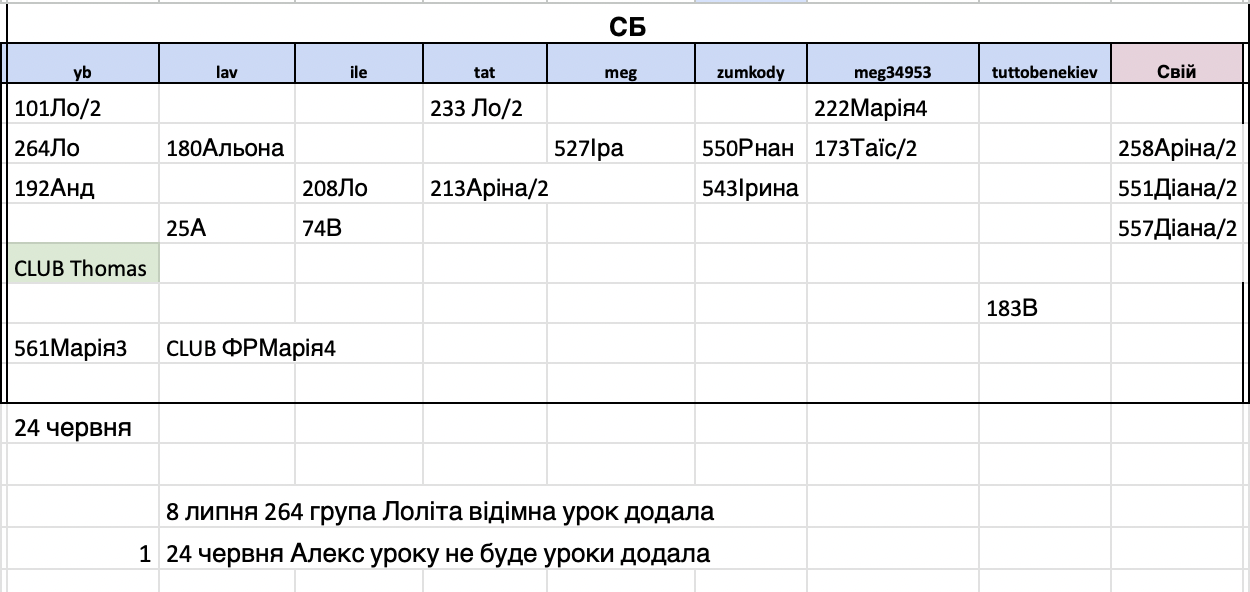 СБ
yb lav ile tat meg zumkody meg34953 tuttobenekiev Свій
101Ло/2 233 Ло/2 222Марія4
264Ло 180Альона 527Іра 550Рнан 173Таїс/2 258Аріна/2
192Анд 208Ло 213Аріна/2 543Ірина 551Діана/2
25А 74В 557Діана/2
CLUB Thomas
183В
561Марія3 CLUB ФРМарія4
24 червня
8 липня 264 група Лоліта відімна урок додала
1 24 червня Алекс уроку не буде уроки додала